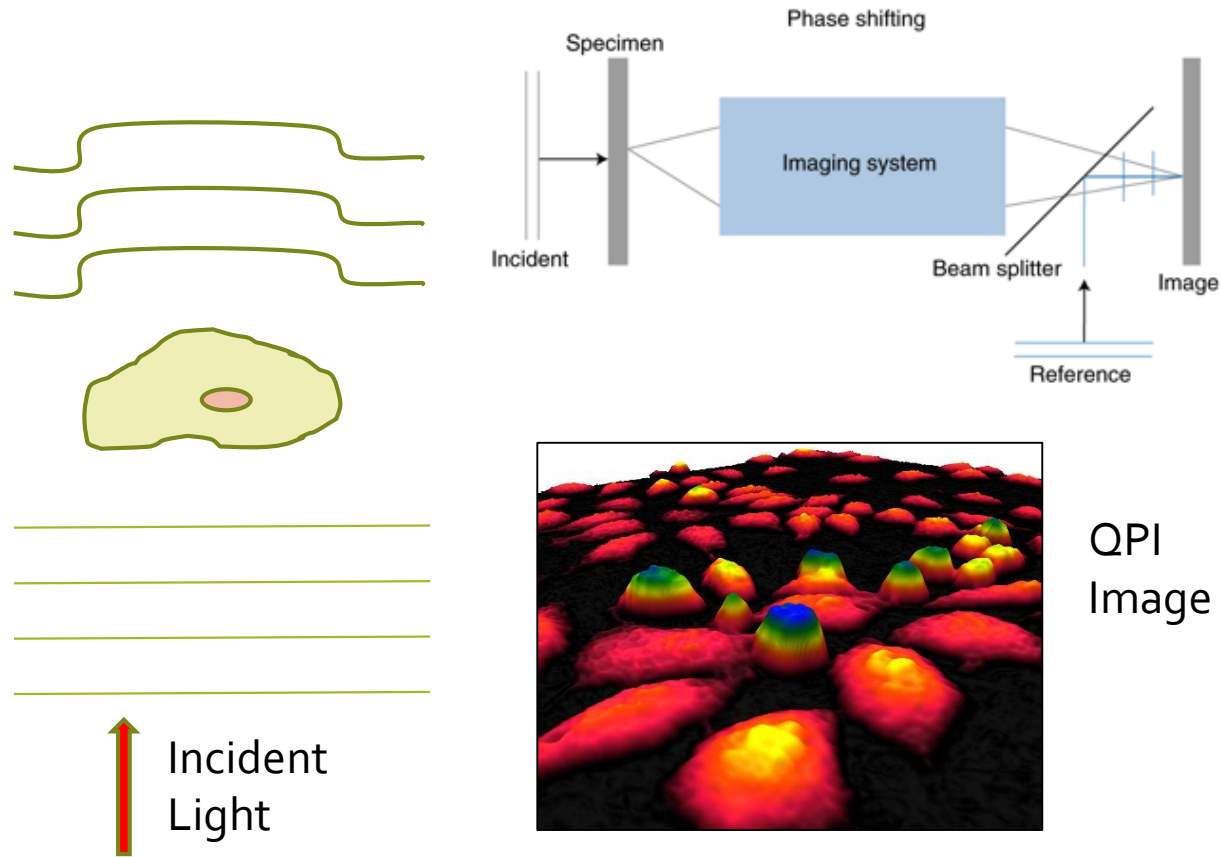 Phase shifting
Specimen
Imaging system
Incident
Beam splitter
Image
Reference
QPI
Image
Incident
Light